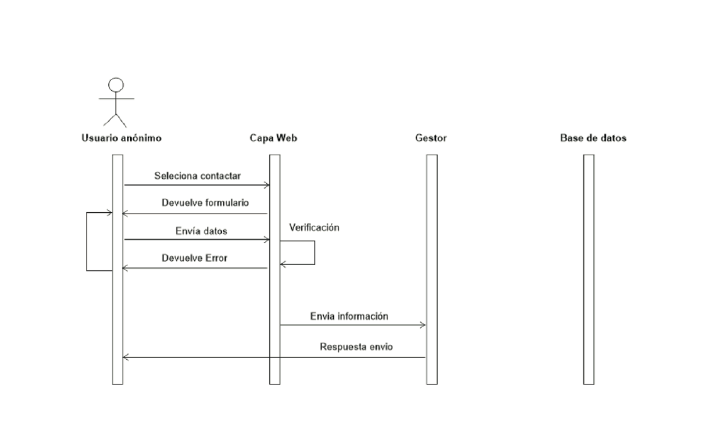 Usuario anónimo
Capa Web
Gestor
Base de datos
Seleciona contactar
Devuelve formulario
Envía datos
Verificación
Devuelve Error
Envia información
Respuesta envio